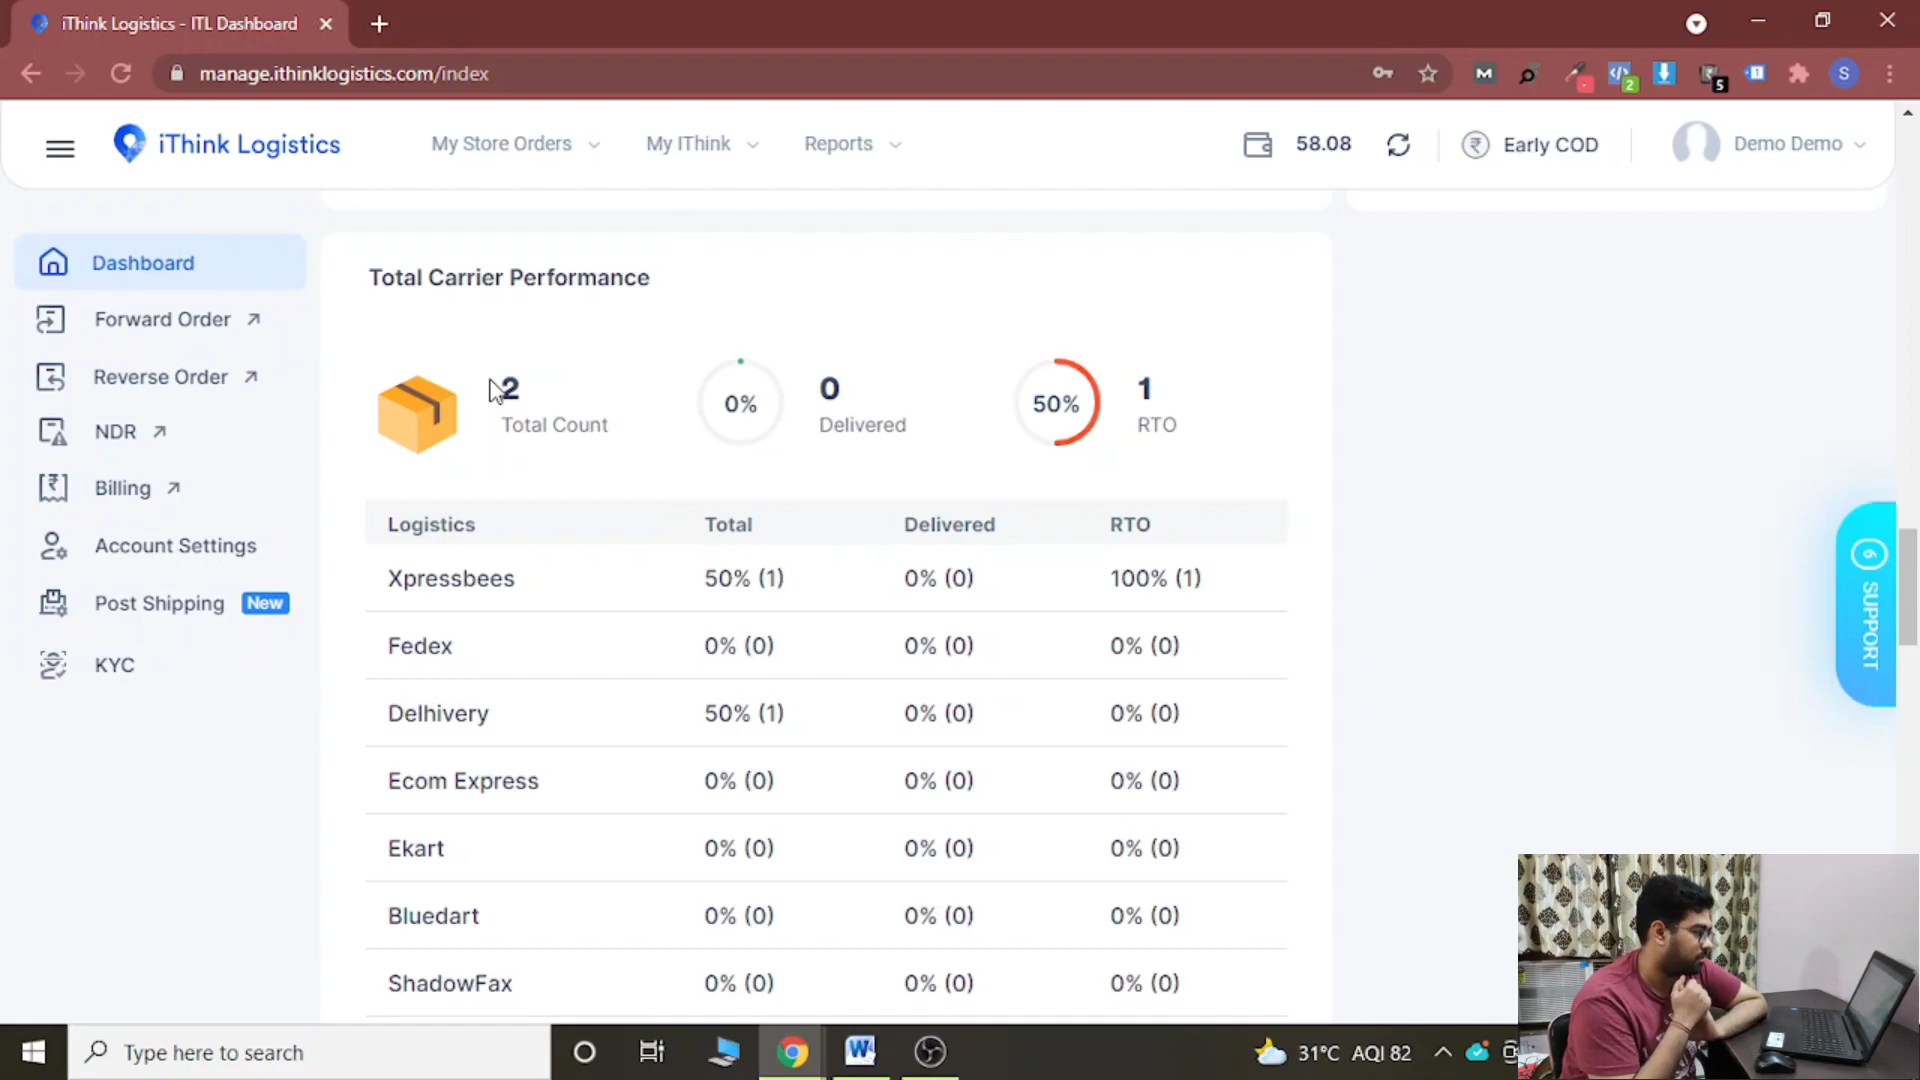 iThink Logistics - ITL Dashboard
manage.ithinklogistics.com/index
M
2
5
S
iThink Logistics
My Store Orders
My IThink
Reports
58.08
Early COD
Demo Demo
Dashboard
Forward Order
Reverse Order
NDR
Billing
Account Settings
Post Shipping New
KYC
Total Carrier Performance
2
Total Count
0%
0
Delivered
50%
1
RTO
Logistics Total Delivered RTO
Xpressbees 50% (1) 0% (0) 100% (1)
Fedex 0% (0) 0% (0) 0% (0)
Delhivery 50% (1) 0% (0) 0% (0)
Ecom Express 0% (0) 0% (0) 0% (0)
Ekart 0% (0) 0% (0) 0% (0)
Bluedart 0% (0) 0% (0) 0% (0)
ShadowFax 0% (0) 0% (0) 0% (0)
SUPPORT
Type here to search
W
31°C AQI 82